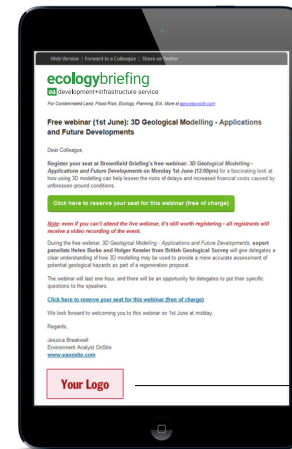 Web Version | Forward to a Colleague | Share on Twitter
ecologybriefing
ea development+infrastructure service
For Contaminated Land, Food Risk, Ecology, Planning, EIA. More at
Free webinar (1st June): 3D Geological Modelling - Applications
and Future Developments
Dear Colleague,
Register your seat at Brownfield Briefing's free webinar: 3D Geological Modelling -
Applications and Future Developments on Monday 1st June (12:00pm) for a fascinating look at
how using 3D modelling can help lessen the risks of delays and increased financial costs caused by
unforeseen ground conditions.
Click here to reserve your seat for this webinar (free of charge)
Note: even if you can't attend the live webinar, it's still worth registering - all registrants will
receive a video recording of the event.
During the free webinar, 3D Geological Modelling - Applications and Future Developments, expert
panellists Helen Burke and Holger Kessler from British Geological Survey will give delegates a
clear understanding of how 3D modelling may be used to provide a more accurate assessment of
potential geological hazards as part of a regeneration proposal.
The webinar will last one hour, and there will be an opportunity for delegates to put their specific
questions to the speakers.
Click here to reserve your seat for this webinar (free of charge)
We look forward to welcoming you to this webinar on 1st June at midday.
Regards,
Jessica Breakwell
Environment Analyst OnSite
www.eaonsite.com
Your Logo